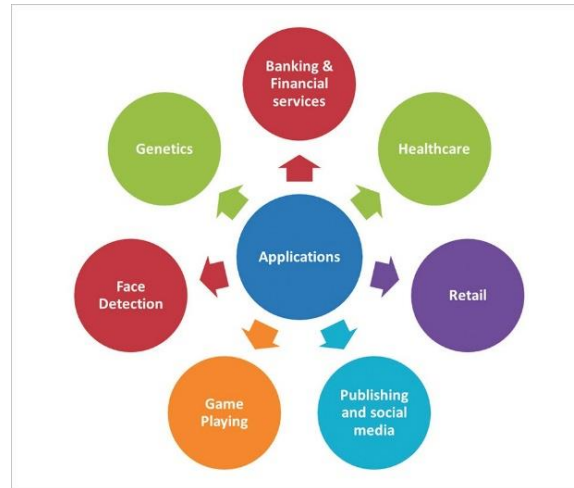 Banking &
Financial
services
Healthcare
Retail
Publishing
and social
media
Game
Playing
Face
Detection
Genetics
Applications